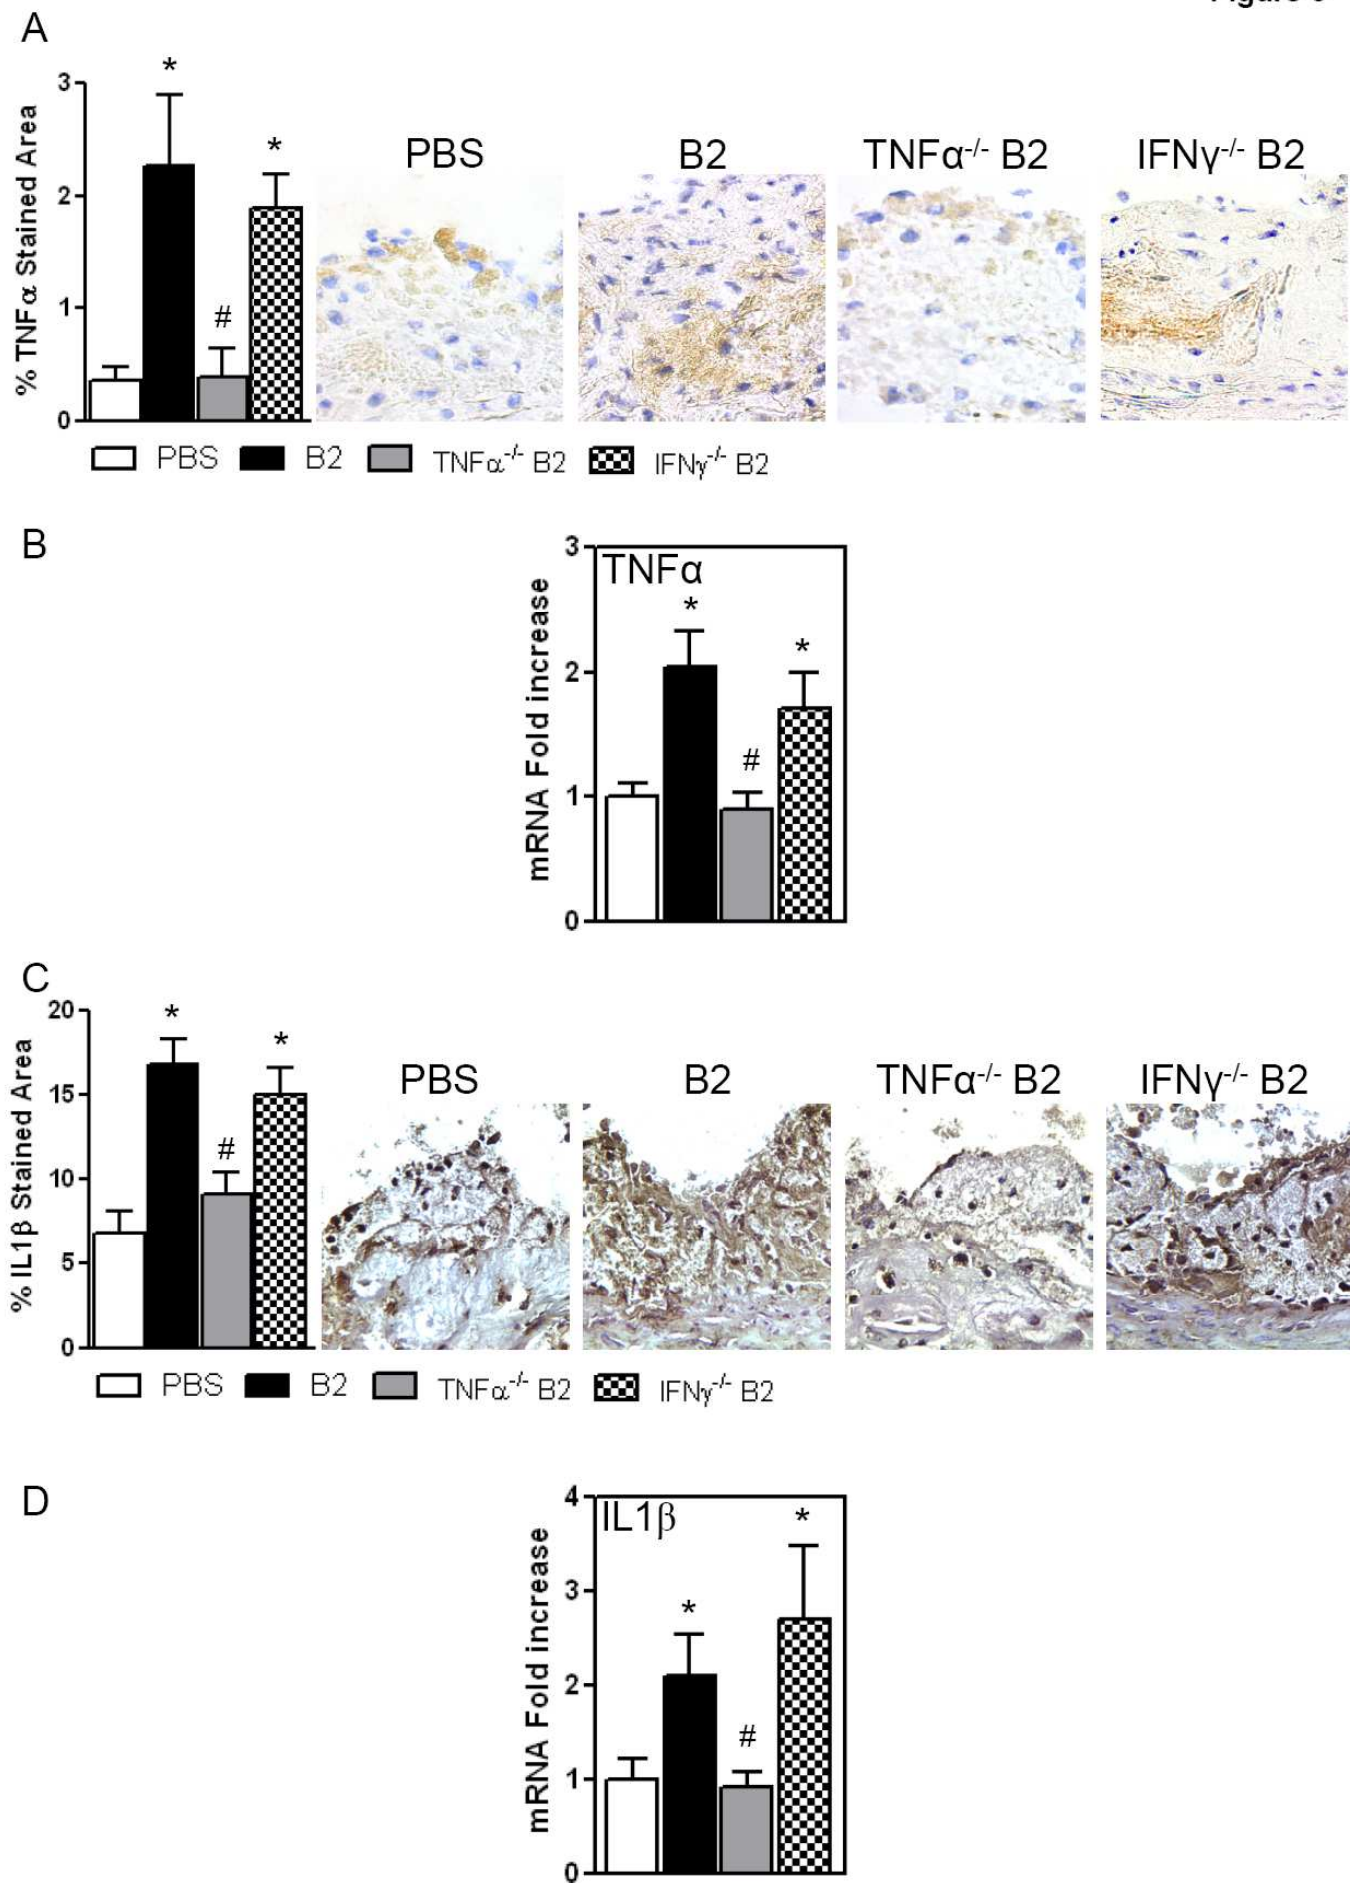 A
3
2
1
0
% TNFα Stained Area
*
#
*
PBS
B2
TNFα-/- B2
IFNγ-/- B2
PBS
B2
TNFα-/- B2
IFNγ-/- B2
B
3
2
1
0
mRNA Fold increase
TNFα
*
#
*
C
20
15
10
5
0
% IL1β Stained Area
*
#
*
PBS
B2
TNFα-/- B2
IFNγ-/- B2
PBS
B2
TNFα-/- B2
IFNγ-/- B2
D
4
3
2
1
0
mRNA Fold increase
IL1β
*
#
*